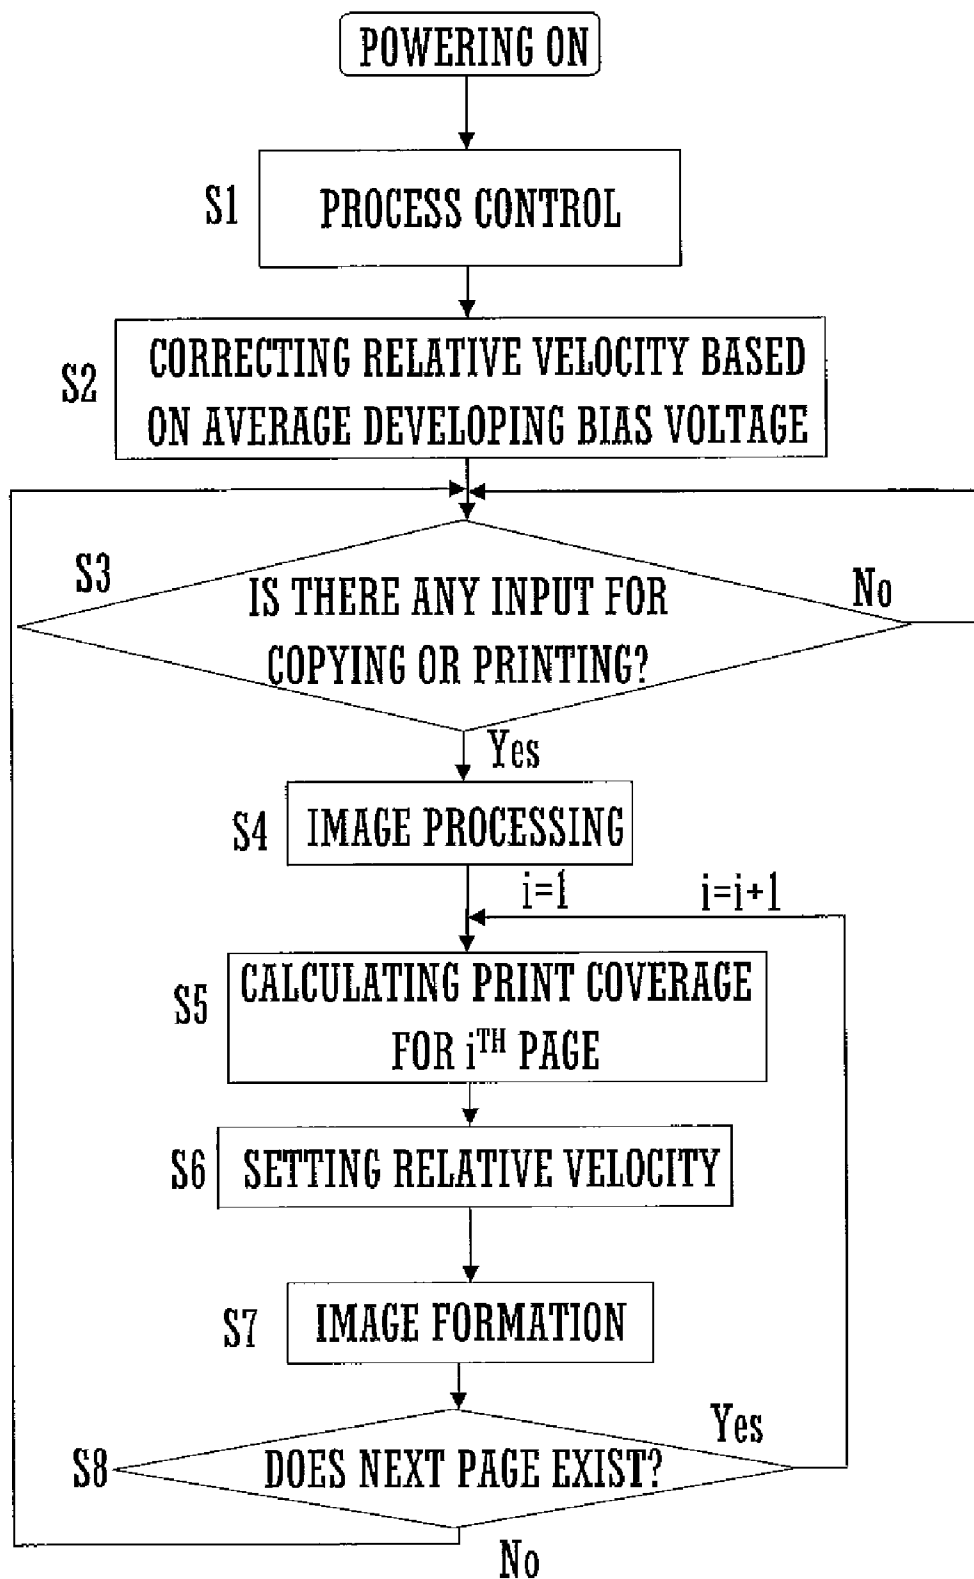 POWERING ON
S1
PROCESS CONTROL
S2
CORRECTING RELATIVE VELOCITY BASED
ON AVERAGE DEVELOPING BIAS VOLTAGE
S3
IS THERE ANY INPUT FOR
COPYING OR PRINTING?
No
Yes
S4
IMAGE PROCESSING
i=1
i=i+1
S5
CALCULATING PRINT COVERAGE
FOR iTH PAGE
S6
SETTING RELATIVE VELOCITY
S7
IMAGE FORMATION
Yes
S8
DOES NEXT PAGE EXIST?
No